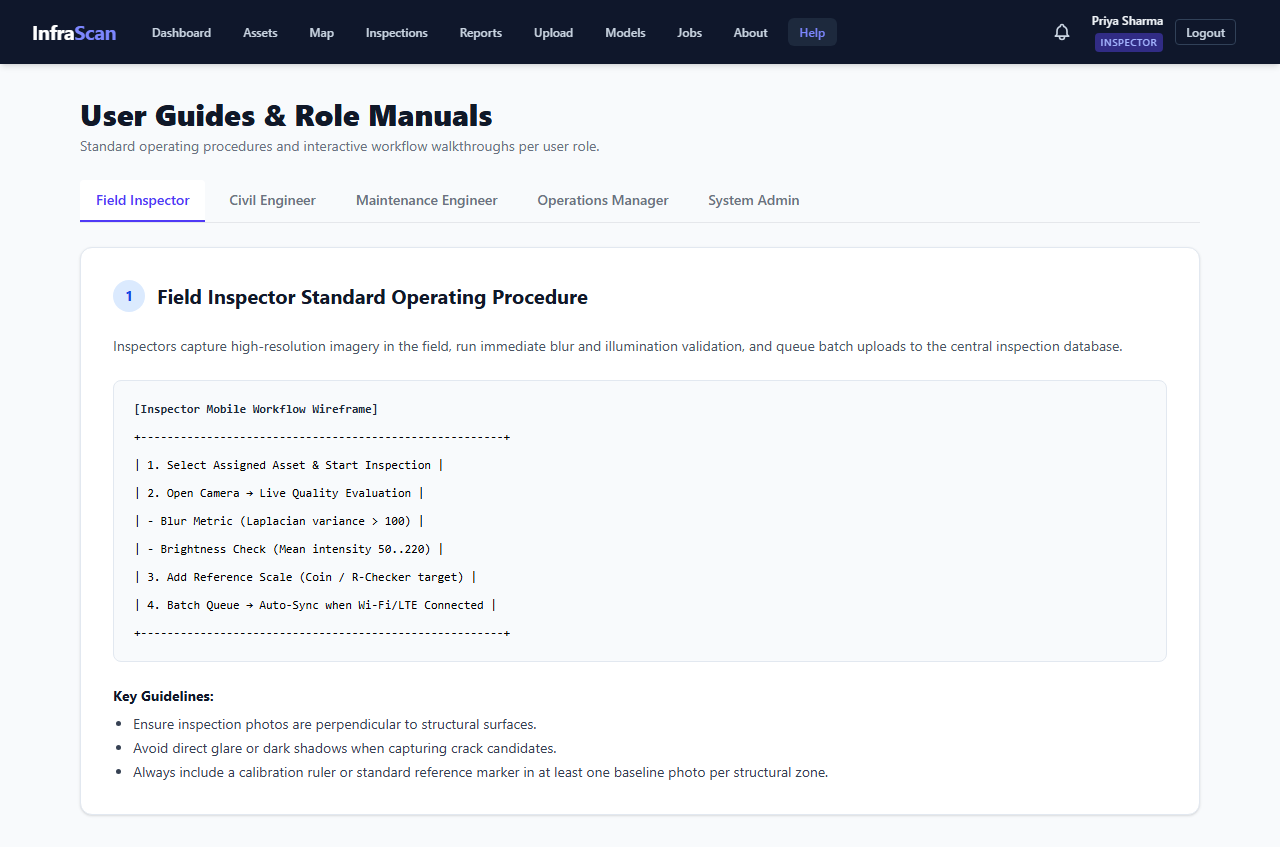 InfraScan
Dashboard
Assets
Map
Inspections
Reports
Upload
Models
Jobs
About
Help
Priya Sharma
INSPECTOR
Logout
User Guides & Role Manuals
Standard operating procedures and interactive workflow walkthroughs per user role.
Field Inspector
Civil Engineer
Maintenance Engineer
Operations Manager
System Admin
1
Field Inspector Standard Operating Procedure
Inspectors capture high-resolution imagery in the field, run immediate blur and illumination validation, and queue batch uploads to the central inspection database.
[Inspector Mobile Workflow Wireframe]
+--------------------------------------------------------+
| 1. Select Assigned Asset & Start Inspection |
| 2. Open Camera → Live Quality Evaluation |
| - Blur Metric (Laplacian variance > 100) |
| - Brightness Check (Mean intensity 50..220) |
| 3. Add Reference Scale (Coin / R-Checker target) |
| 4. Batch Queue → Auto-Sync when Wi-Fi/LTE Connected |
+--------------------------------------------------------+
Key Guidelines:
• Ensure inspection photos are perpendicular to structural surfaces.
• Avoid direct glare or dark shadows when capturing crack candidates.
• Always include a calibration ruler or standard reference marker in at least one baseline photo per structural zone.